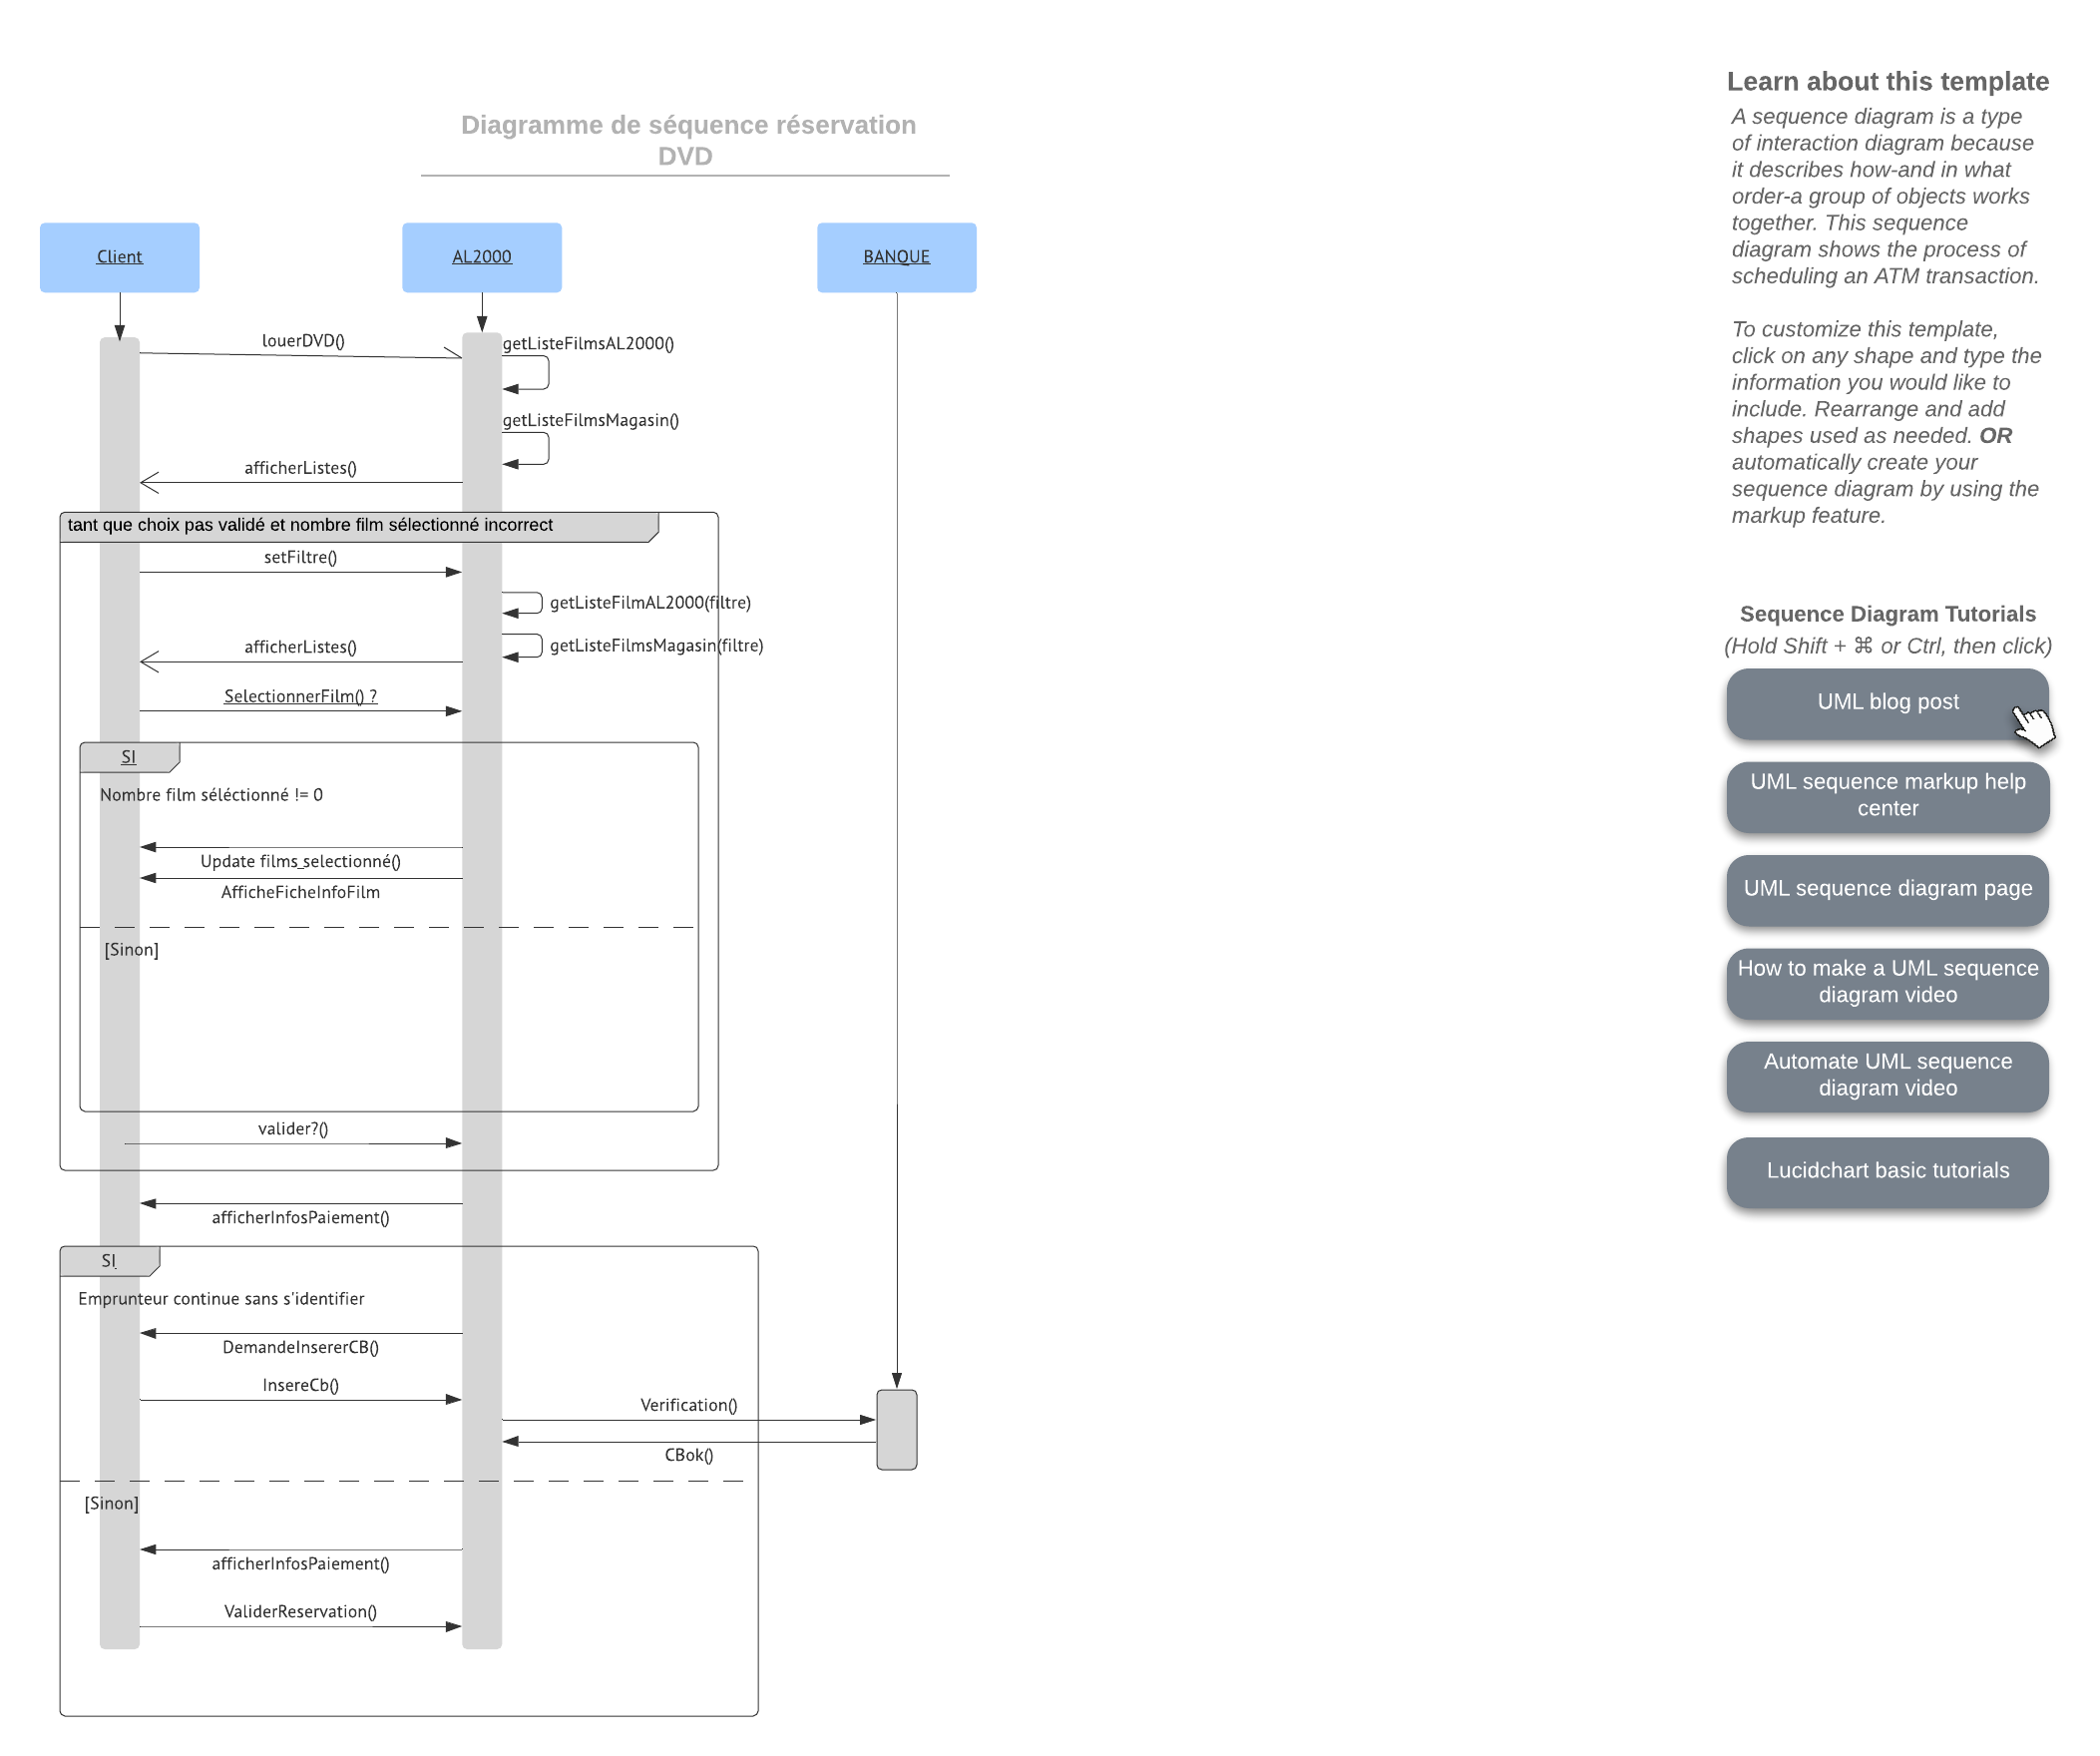 Diagramme de séquence réservation
DVD
Client
AL2000
BANQUE
louerDVD()
getListeFilmsAL2000()
getListeFilmsMagasin()
afficherListes()
tant que choix pas validé et nombre film sélectionné incorrect
setFiltre()
getListeFilmAL2000(filtre)
getListeFilmsMagasin(filtre)
afficherListes()
SelectionnerFilm() ?
SI
Nombre film séléctionné != 0
Update films_selectionné()
AfficheFicheInfoFilm
[Sinon]
valider?()
afficherInfosPaiement()
SI
Emprunteur continue sans s'identifier
DemandeInsererCB()
InsereCb()
Verification()
CBok()
[Sinon]
afficherInfosPaiement()
ValiderReservation()
Learn about this template
A sequence diagram is a type
of interaction diagram because
it describes how-and in what
order-a group of objects works
together. This sequence
diagram shows the process of
scheduling an ATM transaction.
To customize this template,
click on any shape and type the
information you would like to
include. Rearrange and add
shapes used as needed. OR
automatically create your
sequence diagram by using the
markup feature.
Sequence Diagram Tutorials
(Hold Shift + ⌘ or Ctrl, then click)
UML blog post
UML sequence markup help
center
UML sequence diagram page
How to make a UML sequence
diagram video
Automate UML sequence
diagram video
Lucidchart basic tutorials